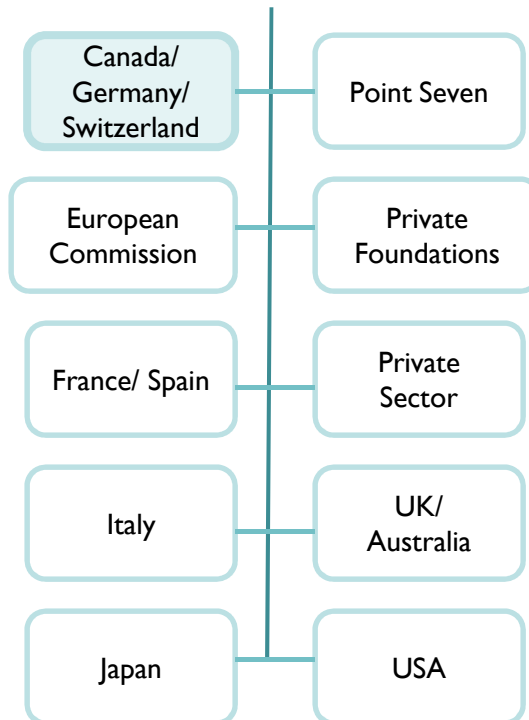 Canada/
Germany/
Switzerland
Point Seven
European
Commission
Private
Foundations
France/ Spain
Private
Sector
Italy
UK/
Australia
Japan
USA